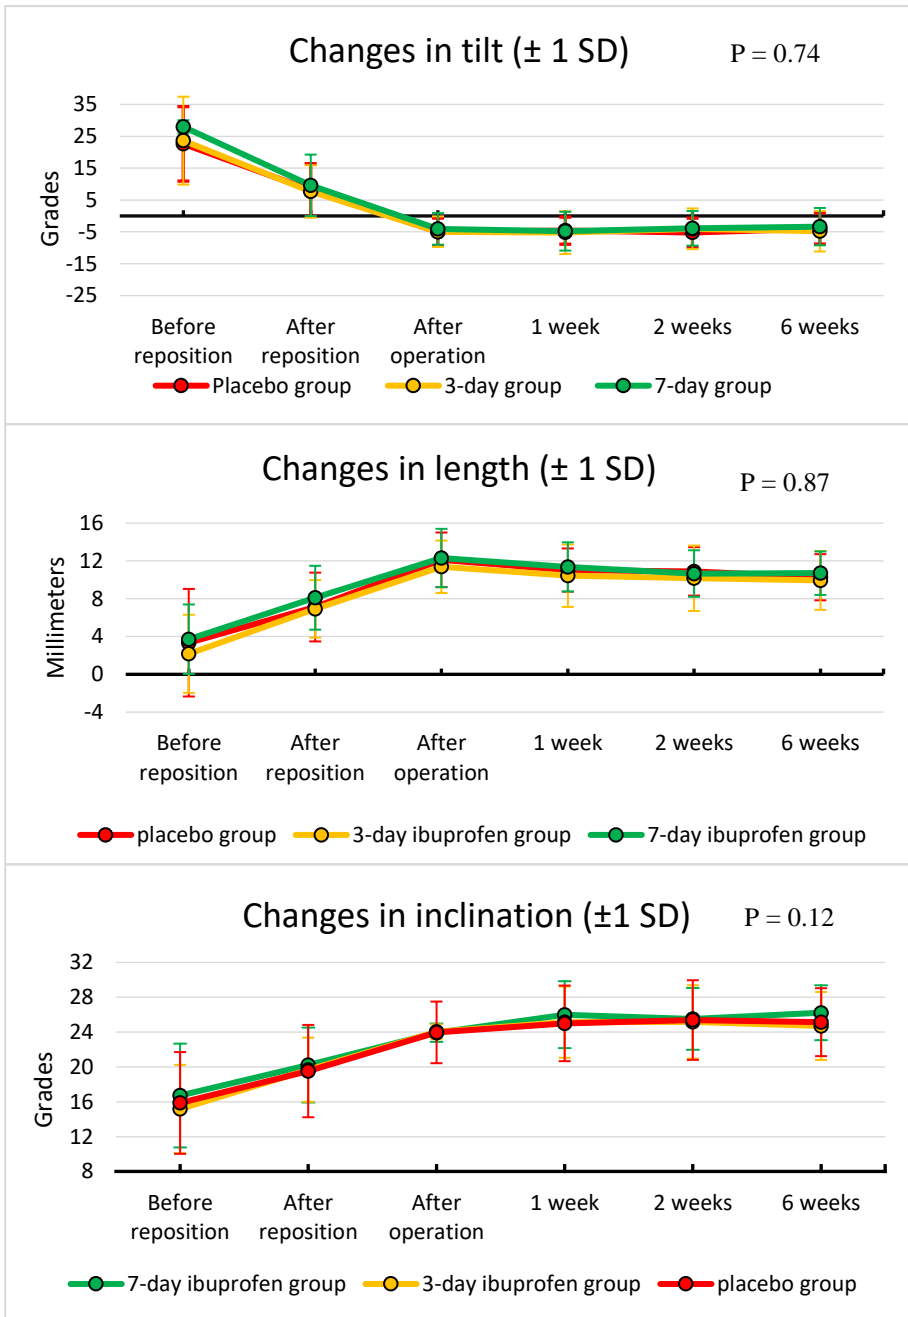 Changes in tilt (± 1 SD)
P = 0.74
35
25
15
5
-5
-15
-25
Grades
Before reposition
After reposition
After operation
1 week
2 weeks
6 weeks
Placebo group
3-day group
7-day group
Changes in length (± 1 SD)
P = 0.87
16
12
8
4
0
-4
Millimeters
Before reposition
After reposition
After operation
1 week
2 weeks
6 weeks
placebo group
3-day ibuprofen group
7-day ibuprofen group
Changes in inclination (±1 SD)
P = 0.12
32
28
24
20
16
12
8
Grades
Before reposition
After reposition
After operation
1 week
2 weeks
6 weeks
7-day ibuprofen group
3-day ibuprofen group
placebo group